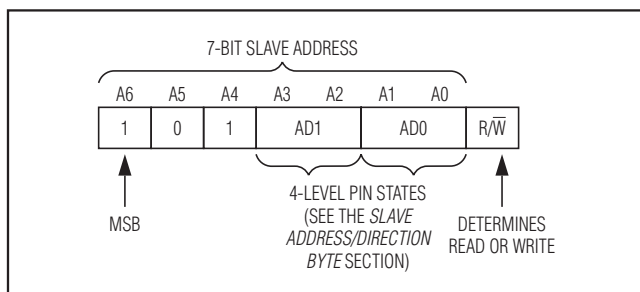 7-BIT SLAVE ADDRESS
A6 A5 A4 A3 A2 A1 A0
1 0 1 AD1 AD0 R/W̅
MSB
4-LEVEL PIN STATES
(SEE THE SLAVE
ADDRESS/DIRECTION
BYTE SECTION)
DETERMINES
READ OR WRITE